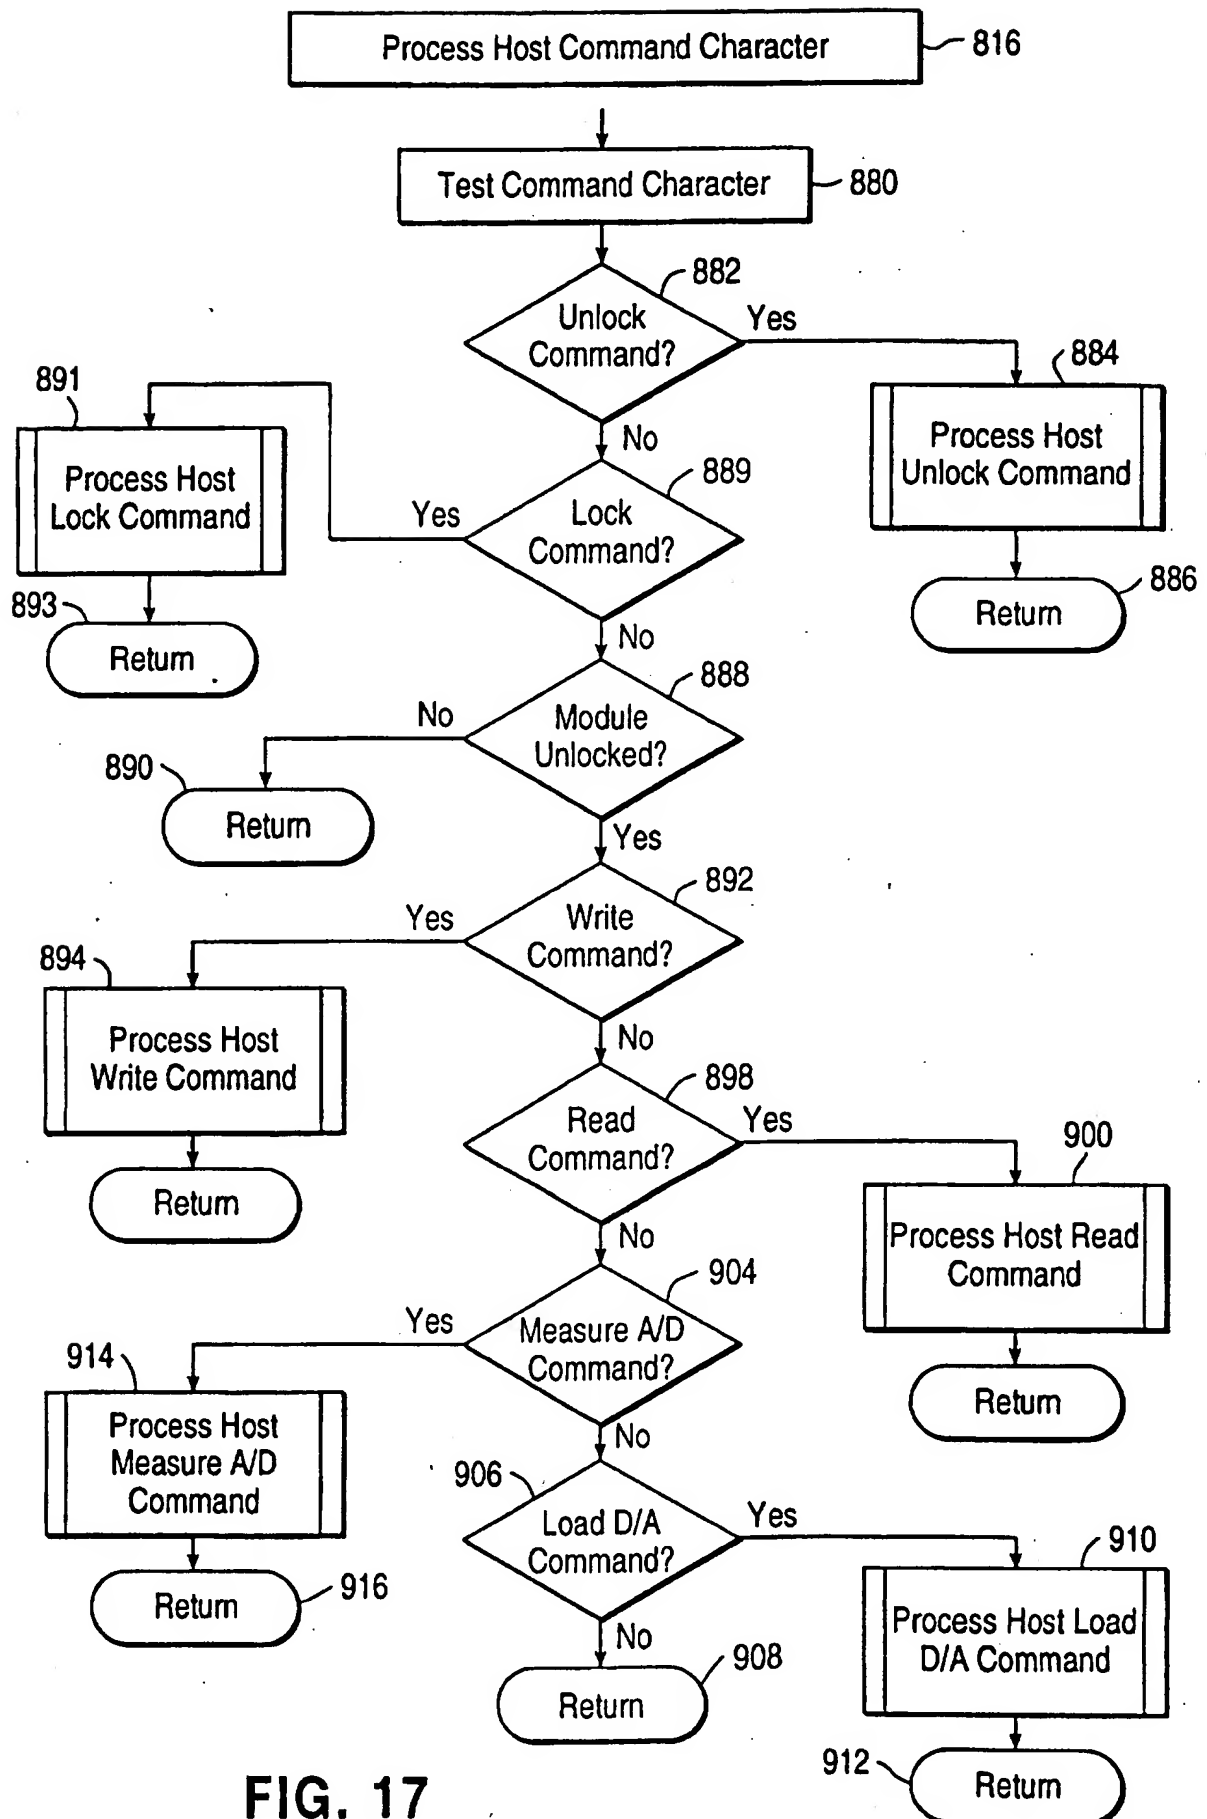 Process Host Command Character
816
Test Command Character
880
882
Unlock
Command?
Yes
884
Process Host
Unlock Command
886
Return
No
891
Process Host
Lock Command
893
Return
889
Lock
Command?
Yes
No
888
Module
Unlocked?
No
890
Return
Yes
892
Write
Command?
Yes
894
Process Host
Write Command
Return
No
898
Read
Command?
Yes
900
Process Host Read
Command
Return
No
904
Measure A/D
Command?
Yes
914
Process Host
Measure A/D
Command
Return
916
No
906
Load D/A
Command?
Yes
910
Process Host Load
D/A Command
912
Return
No
908
Return
FIG. 17